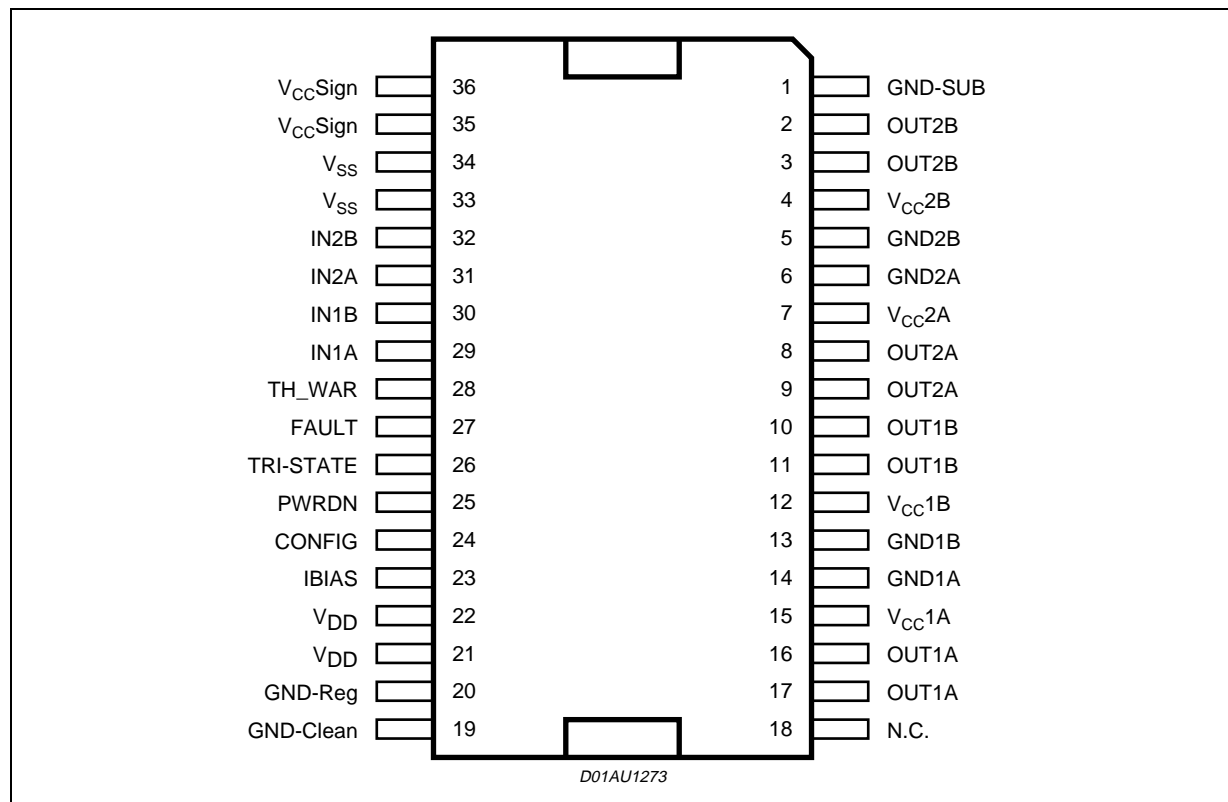 VCCSign 36 1 GND-SUB
VCCSign 35 2 OUT2B
VSS 34 3 OUT2B
VSS 33 4 VCC2B
IN2B 32 5 GND2B
IN2A 31 6 GND2A
IN1B 30 7 VCC2A
IN1A 29 8 OUT2A
TH_WAR 28 9 OUT2A
FAULT 27 10 OUT1B
TRI-STATE 26 11 OUT1B
PWRDN 25 12 VCC1B
CONFIG 24 13 GND1B
IBIAS 23 14 GND1A
VDD 22 15 VCC1A
VDD 21 16 OUT1A
GND-Reg 20 17 OUT1A
GND-Clean 19 18 N.C.
D01AU1273